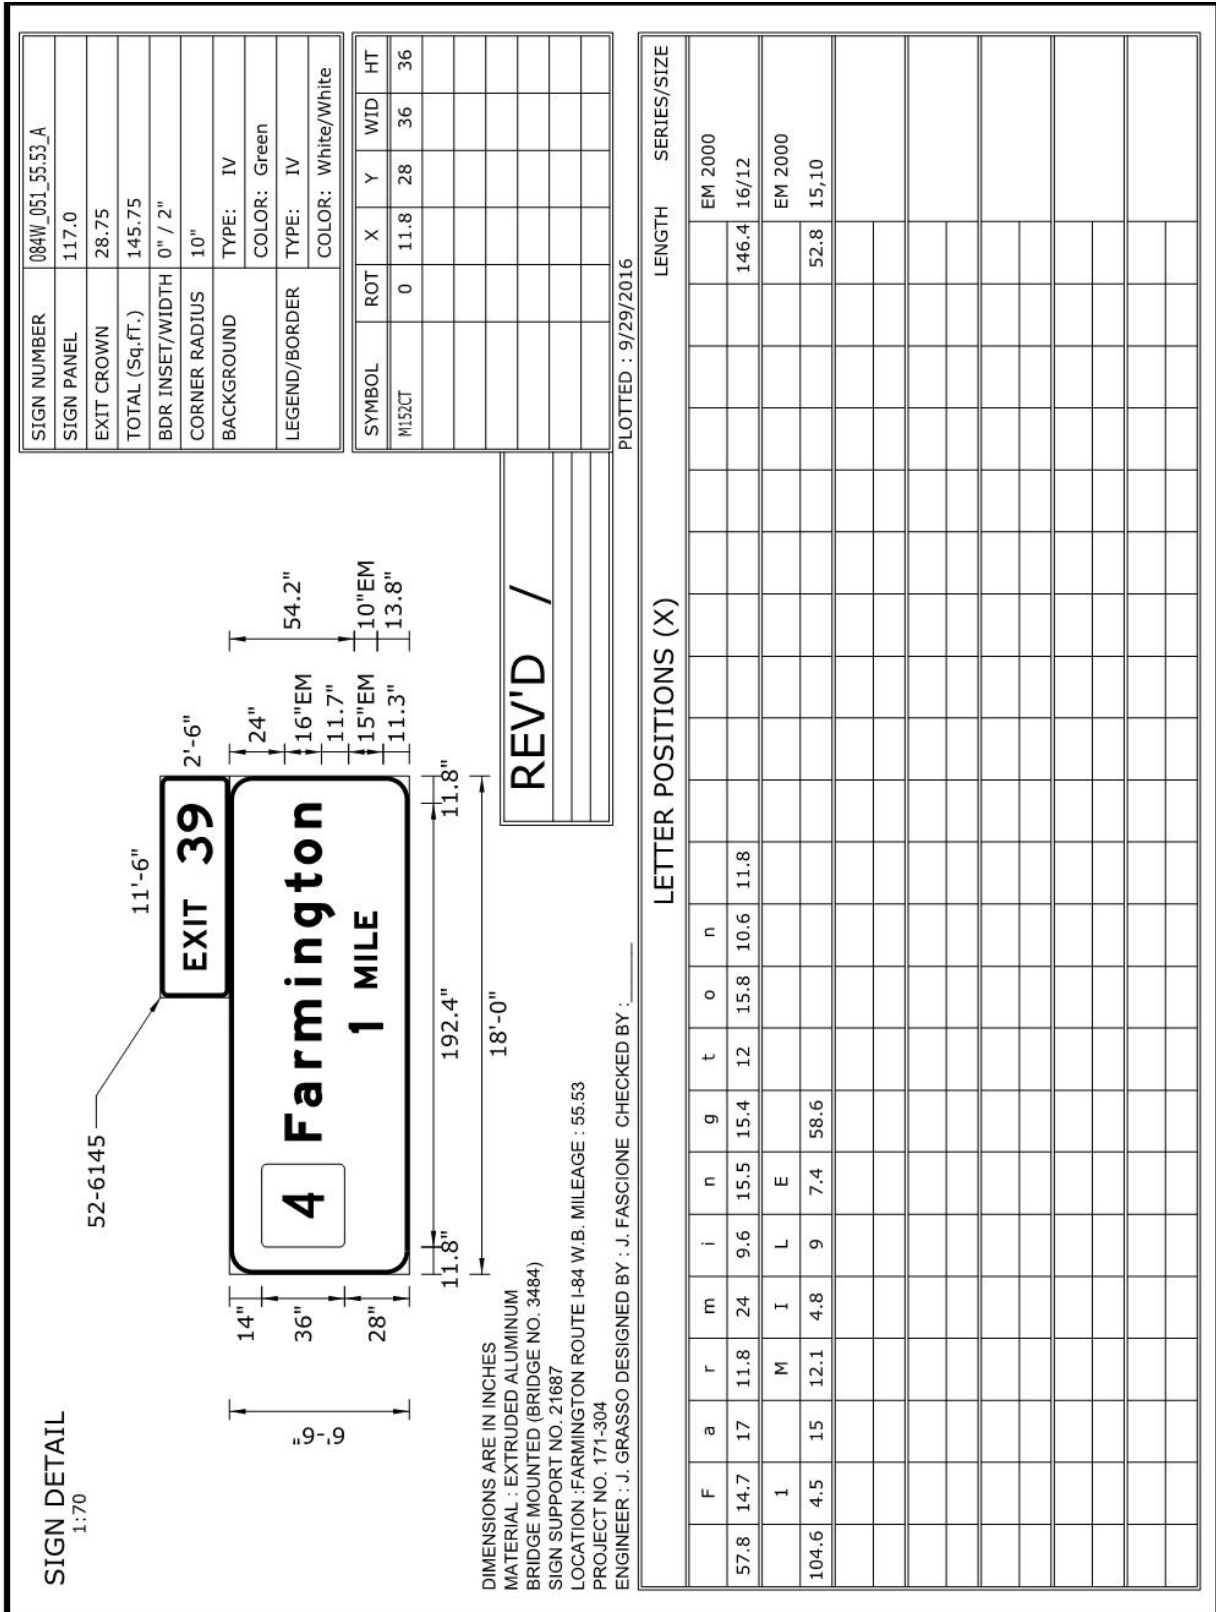 SIGN DETAIL
1:70
52-6145
11'-6"
2'-6"
EXIT 39
4 Farmington
1 MILE
14"
36"
28"
6'-6"
24"
16"EM
11.7"
15"EM
11.3"
54.2"
10"EM
13.8"
11.8" 192.4" 11.8"
18'-0"
DIMENSIONS ARE IN INCHES
MATERIAL : EXTRUDED ALUMINUM
BRIDGE MOUNTED (BRIDGE NO. 3484)
SIGN SUPPORT NO. 21687
LOCATION :FARMINGTON ROUTE I-84 W.B. MILEAGE : 55.53
PROJECT NO. 171-304
ENGINEER : J. GRASSO DESIGNED BY : J. FASCIONE CHECKED BY :
REV'D /
SIGN NUMBER 084W_051_55.53_A
SIGN PANEL 117.0
EXIT CROWN 28.75
TOTAL (Sq.fT.) 145.75
BDR INSET/WIDTH 0" / 2"
CORNER RADIUS 10"
BACKGROUND TYPE: IV
COLOR: Green
LEGEND/BORDER TYPE: IV
COLOR: White/White
SYMBOL ROT X Y WID HT
M152CT 0 11.8 28 36 36
PLOTTED : 9/29/2016
LETTER POSITIONS (X) LENGTH SERIES/SIZE
F a r m i n g t o n EM 2000
57.8 14.7 17 11.8 24 9.6 15.5 15.4 12 15.8 10.6 11.8 146.4 16/12
1 M I L E EM 2000
104.6 4.5 15 12.1 4.8 9 7.4 58.6 52.8 15,10